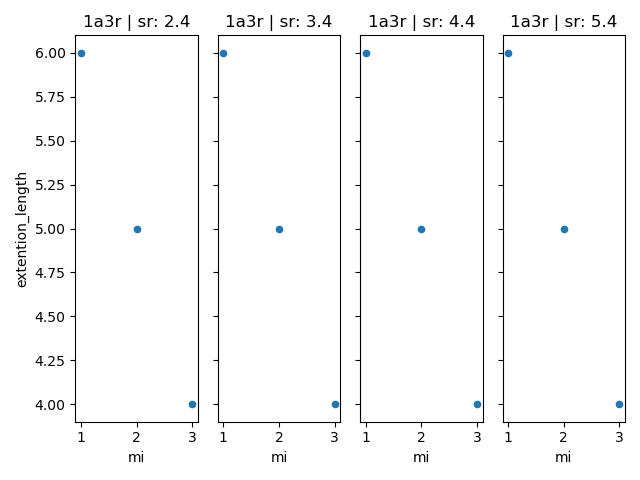 1a3r | sr: 2.4
1a3r | sr: 3.4
1a3r | sr: 4.4
1a3r | sr: 5.4
extention_length
6.00
5.75
5.50
5.25
5.00
4.75
4.50
4.25
4.00
1 2 3
1 2 3
1 2 3
1 2 3
mi
mi
mi
mi